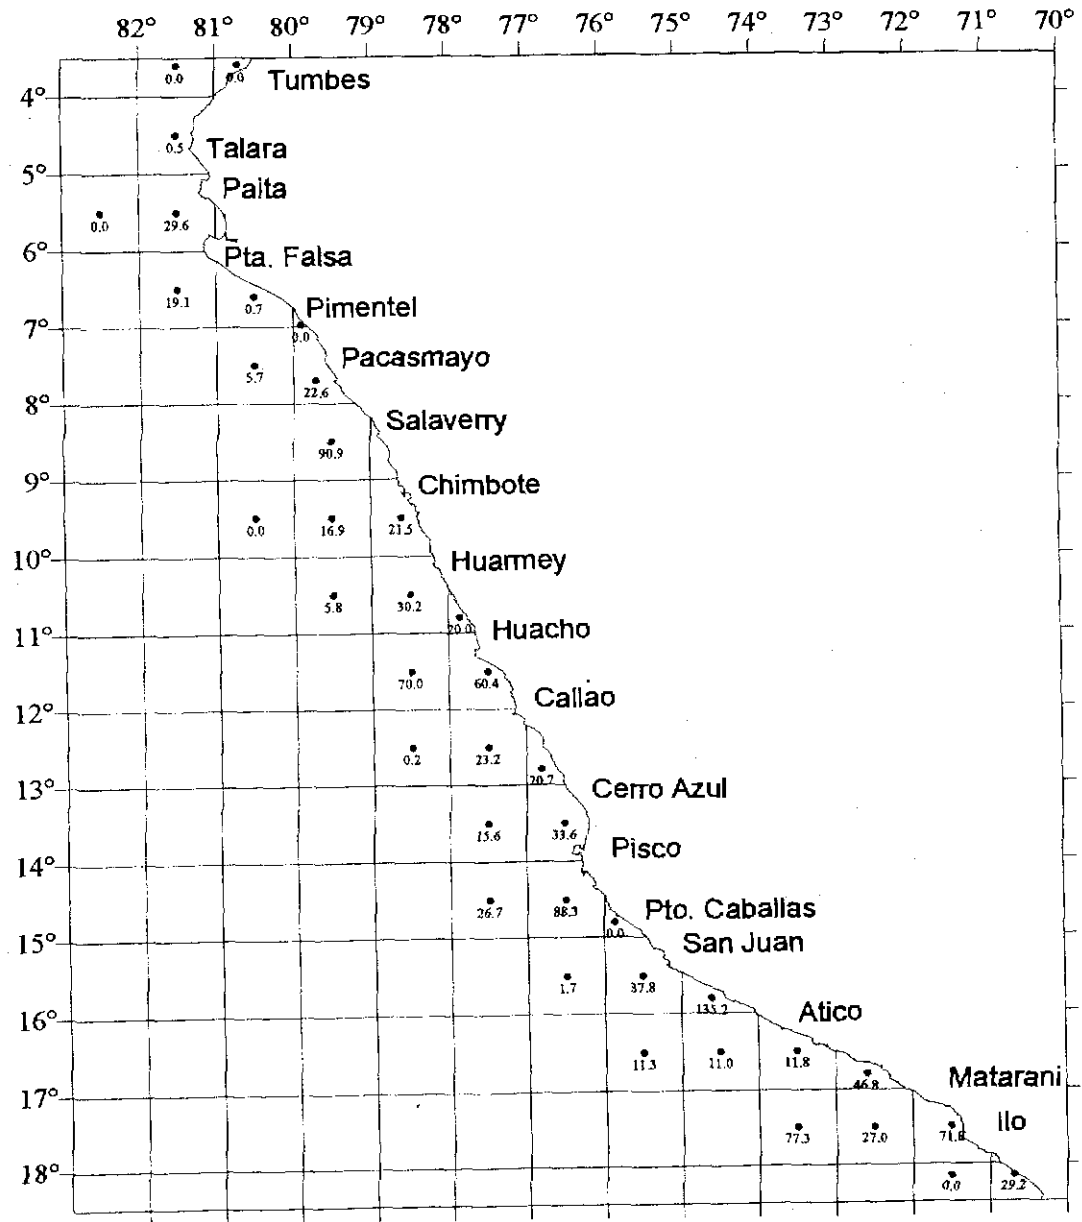 82° 81° 80° 79° 78° 77° 76° 75° 74° 73° 72° 71° 70°
0.0 0.0 Tumbes
4°
0.5 Talara
5°
Paita
0.0 29.6
6°
Pta. Falsa
19.1 0.7
Pimentel
7°
0.0
Pacasmayo
5.7 22.6
8°
Salaverry
90.9
9°
Chimbote
0.0 16.9 21.5
10°
Huarmey
5.8 30.2
20.0 Huacho
11°
70.0 60.4
Callao
12°
0.2 23.2
20.7
13°
Cerro Azul
15.6 33.6
Pisco
14°
26.7 88.3
Pto. Caballas
0.0
15°
San Juan
1.7 37.8
135.2
Atico
16°
11.3 11.0 11.8
46.8
Matarani
17°
Ilo
77.3 27.0 71.8
18°
0.0 29.2